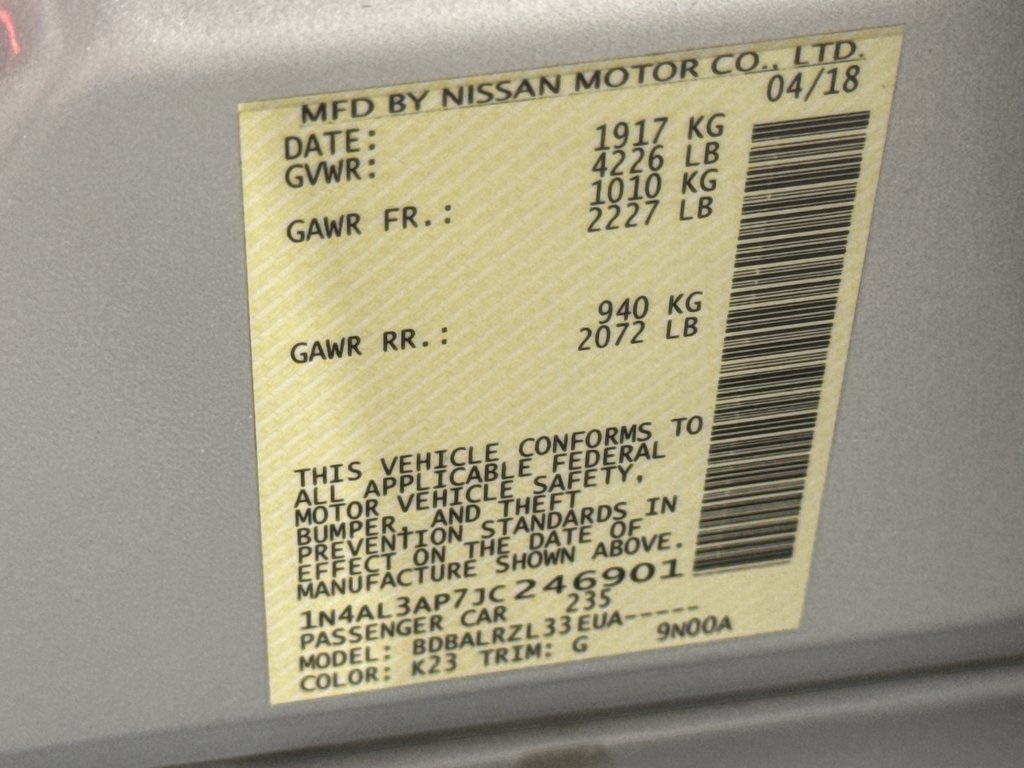 MFD BY NISSAN MOTOR CO., LTD.
DATE: 04/18
GVWR: 1917 KG
4226 LB
GAWR FR.: 1010 KG
2227 LB
GAWR RR.: 940 KG
2072 LB
THIS VEHICLE CONFORMS TO
ALL APPLICABLE FEDERAL
MOTOR VEHICLE SAFETY,
BUMPER, AND THEFT
PREVENTION STANDARDS IN
EFFECT ON THE DATE OF
MANUFACTURE SHOWN ABOVE.
1N4AL3AP7JC246901
PASSENGER CAR 235
MODEL: BDBALRZL33EUA-----
COLOR: K23 TRIM: G 9N00A